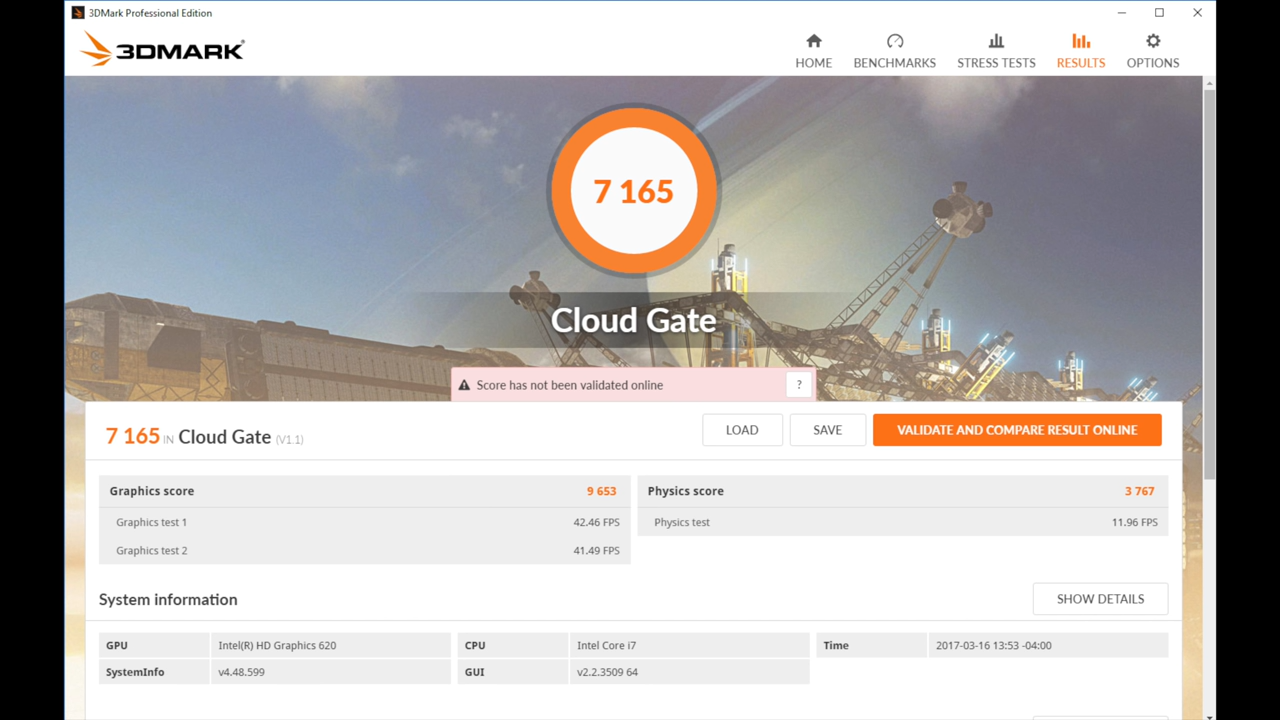 3DMark Professional Edition
3DMARK
HOME
BENCHMARKS
STRESS TESTS
RESULTS
OPTIONS
7 165
Cloud Gate
Score has not been validated online
?
7 165 IN Cloud Gate (V1.1)
LOAD
SAVE
VALIDATE AND COMPARE RESULT ONLINE
Graphics score 9 653
Graphics test 1 42.46 FPS
Graphics test 2 41.49 FPS
Physics score 3 767
Physics test 11.96 FPS
System information
SHOW DETAILS
GPU Intel(R) HD Graphics 620
CPU Intel Core i7
Time 2017-03-16 13:53 -04:00
SystemInfo v4.48.599
GUI v2.2.3509 64